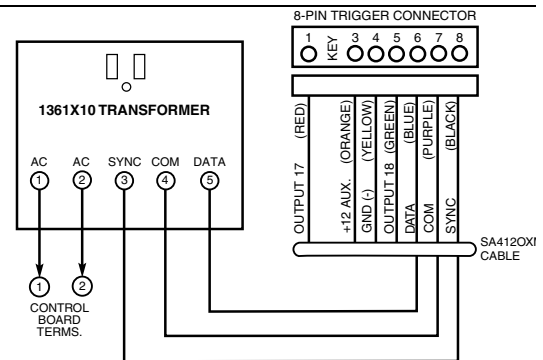 8-PIN TRIGGER CONNECTOR
1 KEY 3 4 5 6 7 8
1361X10 TRANSFORMER
AC AC SYNC COM DATA
1 2 3 4 5
OUTPUT 17 (RED)
+12 AUX. (ORANGE)
GND (-) (YELLOW)
OUTPUT 18 (GREEN)
DATA (BLUE)
COM (PURPLE)
SYNC (BLACK)
CABLE
1 2
CONTROL
BOARD
TERMS.